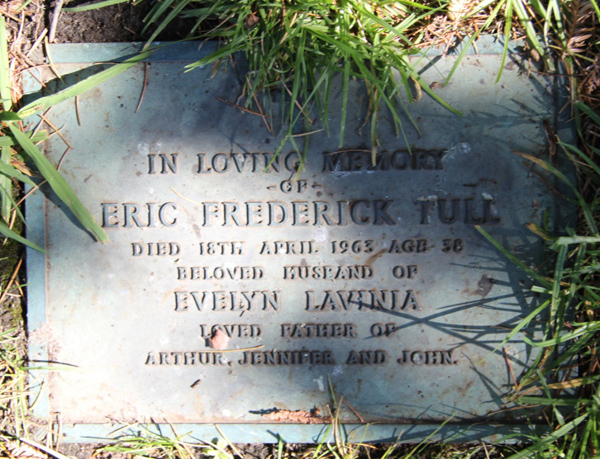 IN LOVING MEMORY
-OF-
ERIC FREDERICK TULL
DIED 18TH APRIL 1963 AGE 58
BELOVED HUSBAND OF
EVELYN LAVINIA
LOVED FATHER OF
ARTHUR, JENNIFER AND JOHN.